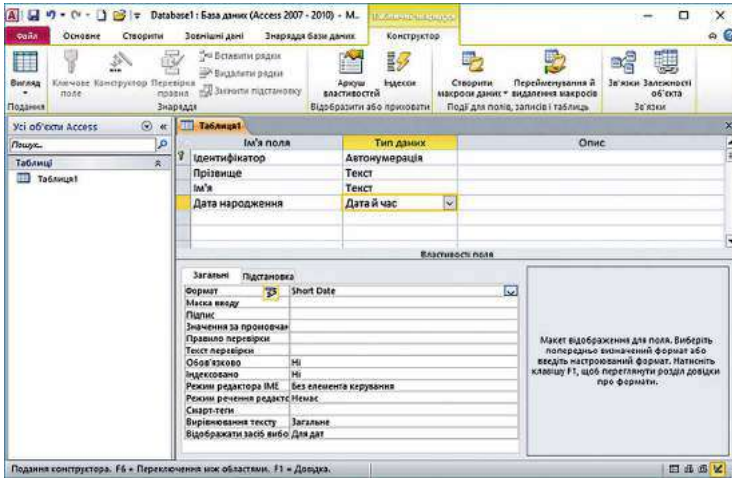 Database1 : База даних (Access 2007 - 2010) - M...
Файл Основне Створити Зовнішні дані Знаряддя бази даних Конструктор
Вигляд
Ключове поле
Конструктор
Перевірка правил
Вставити рядки
Видалити рядки
Змінити підстановку
Аркуш властивостей
Індекси
Створити макроси даних
Перейменування й видалення макросів
Зв'язки
Залежності об'єкта
Подання Знаряддя Відобразити або приховати Події для полів, записів і таблиць Зв'язки
Усі об'єкти Access
Пошук...
Таблиці
Таблиця1
Таблиця1
Ім'я поля Тип даних Опис
Ідентифікатор Автонумерація
Прізвище Текст
Ім'я Текст
Дата народження Дата й час
Властивості поля
Загальні Підстановка
Формат Short Date
Маска вводу
Підпис
Значення за промовчан
Правило перевірки
Текст перевірки
Обов'язково Ні
Індексовано Ні
Режим редактора IME Без елемента керування
Режим речення редакто Немає
Смарт-теги
Вирівнювання тексту Загальне
Відображати засіб вибо Для дат
Макет відображення для поля. Виберіть
попередньо визначений формат або
введіть настроюваний формат. Натисніть
клавішу F1, щоб переглянути розділ довідки
про формати.
Подання конструктора. F6 = Переключення між областями. F1 = Довідка.